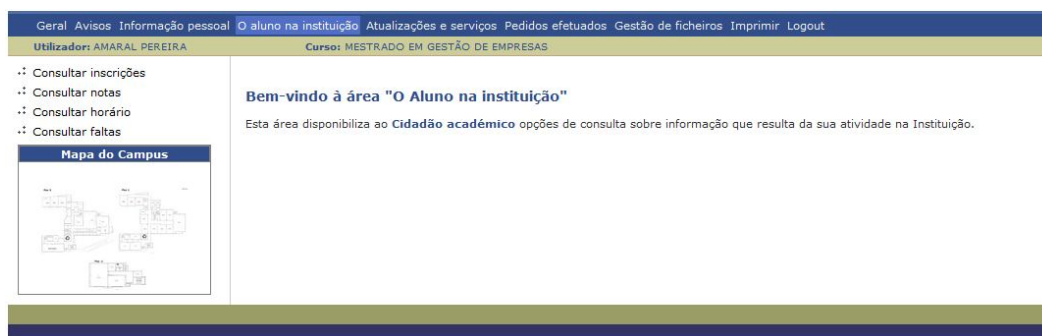 Geral Avisos Informação pessoal O aluno na instituição Atualizações e serviços Pedidos efetuados Gestão de ficheiros Imprimir Logout
Utilizador: AMARAL PEREIRA Curso: MESTRADO EM GESTÃO DE EMPRESAS
Consultar inscrições
Consultar notas
Consultar horário
Consultar faltas
Mapa do Campus
Bem-vindo à área "O Aluno na instituição"
Esta área disponibiliza ao Cidadão académico opções de consulta sobre informação que resulta da sua atividade na Instituição.